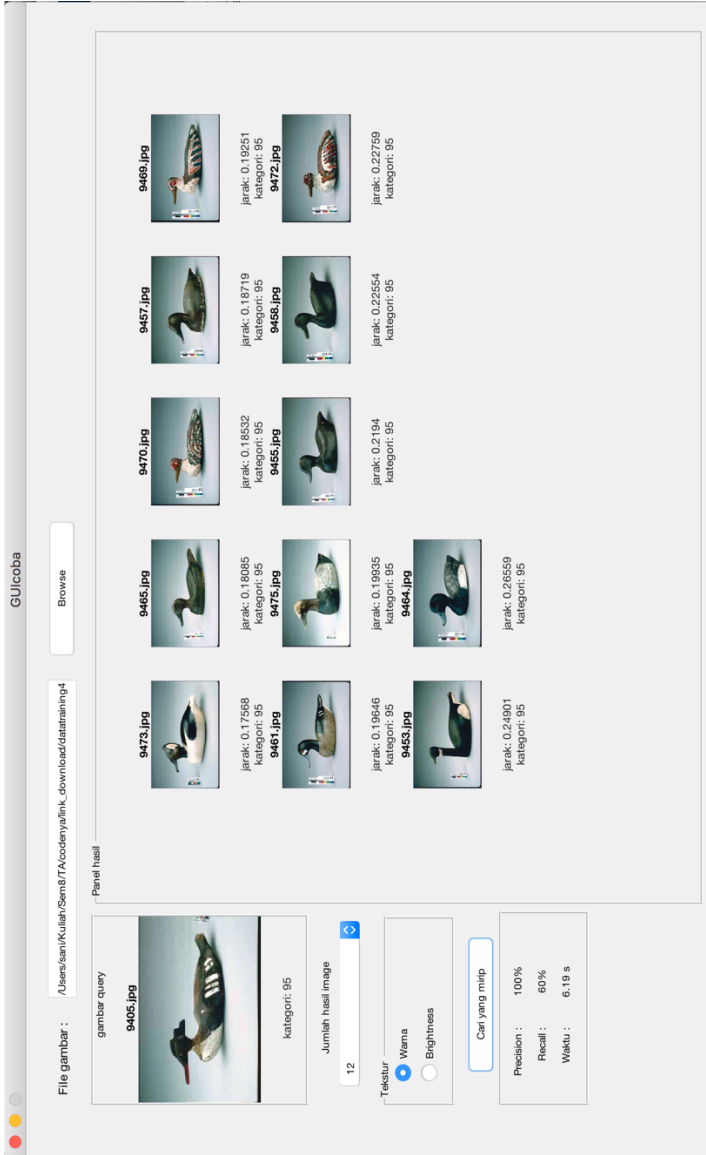 GUIcoba
File gambar :
/Users/sani/Kuliah/Sem8/TA/codenya/link_download/datatraining4
Browse
gambar query
9405.jpg
kategori: 95
Jumlah hasil image
12
Tekstur
Warna
Brightness
Cari yang mirip
Precision : 100%
Recall : 60%
Waktu : 6.19 s
Panel hasil
9473.jpg
jarak: 0.17568
kategori: 95
9465.jpg
jarak: 0.18085
kategori: 95
9470.jpg
jarak: 0.18532
kategori: 95
9457.jpg
jarak: 0.18719
kategori: 95
9469.jpg
jarak: 0.19251
kategori: 95
9461.jpg
jarak: 0.19646
kategori: 95
9475.jpg
jarak: 0.19935
kategori: 95
9455.jpg
jarak: 0.2194
kategori: 95
9458.jpg
jarak: 0.22554
kategori: 95
9472.jpg
jarak: 0.22759
kategori: 95
9453.jpg
jarak: 0.24901
kategori: 95
9464.jpg
jarak: 0.26559
kategori: 95